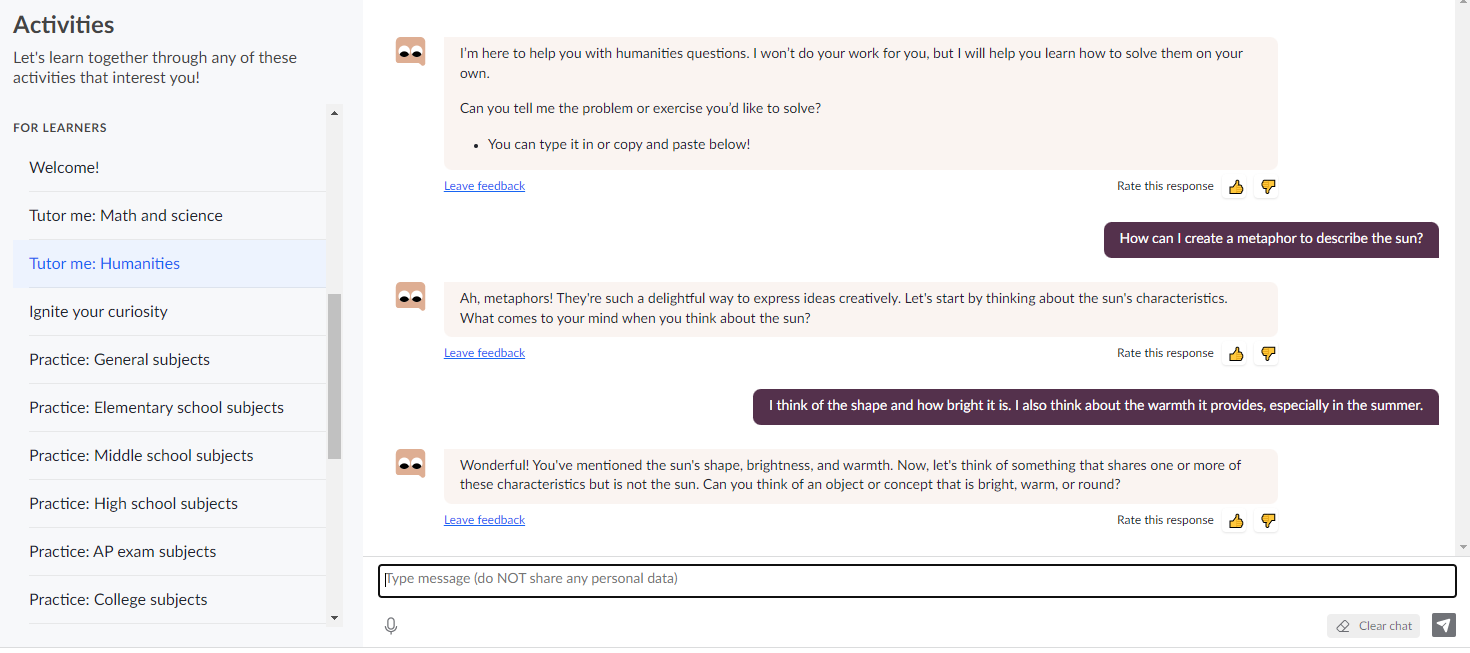 Activities
Let's learn together through any of these
activities that interest you!
FOR LEARNERS
Welcome!
Tutor me: Math and science
Tutor me: Humanities
Ignite your curiosity
Practice: General subjects
Practice: Elementary school subjects
Practice: Middle school subjects
Practice: High school subjects
Practice: AP exam subjects
Practice: College subjects
I'm here to help you with humanities questions. I won't do your work for you, but I will help you learn how to solve them on your
own.
Can you tell me the problem or exercise you'd like to solve?
• You can type it in or copy and paste below!
Leave feedback
Rate this response
How can I create a metaphor to describe the sun?
Ah, metaphors! They're such a delightful way to express ideas creatively. Let's start by thinking about the sun's characteristics.
What comes to your mind when you think about the sun?
Leave feedback
Rate this response
I think of the shape and how bright it is. I also think about the warmth it provides, especially in the summer.
Wonderful! You've mentioned the sun's shape, brightness, and warmth. Now, let's think of something that shares one or more of
these characteristics but is not the sun. Can you think of an object or concept that is bright, warm, or round?
Leave feedback
Rate this response
Type message (do NOT share any personal data)
Clear chat